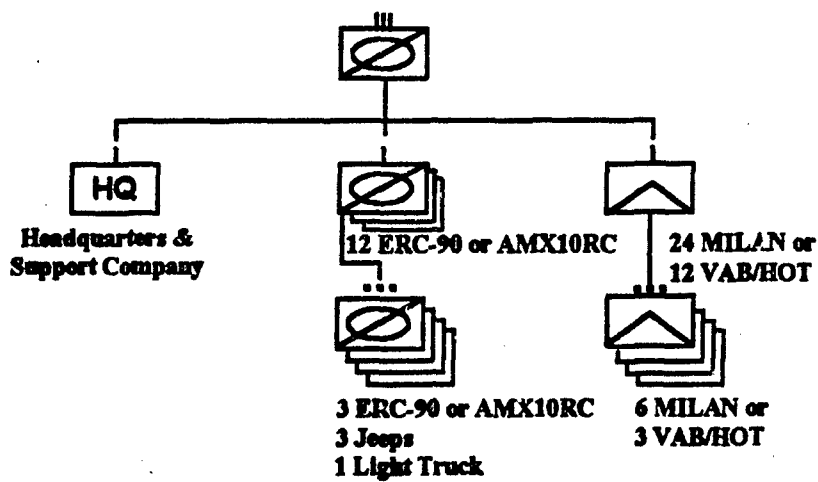 HQ
Headquarters &
Support Company
12 ERC-90 or AMX10RC
24 MILAN or
12 VAB/HOT
3 ERC-90 or AMX10RC
3 Jeeps
1 Light Truck
6 MILAN or
3 VAB/HOT